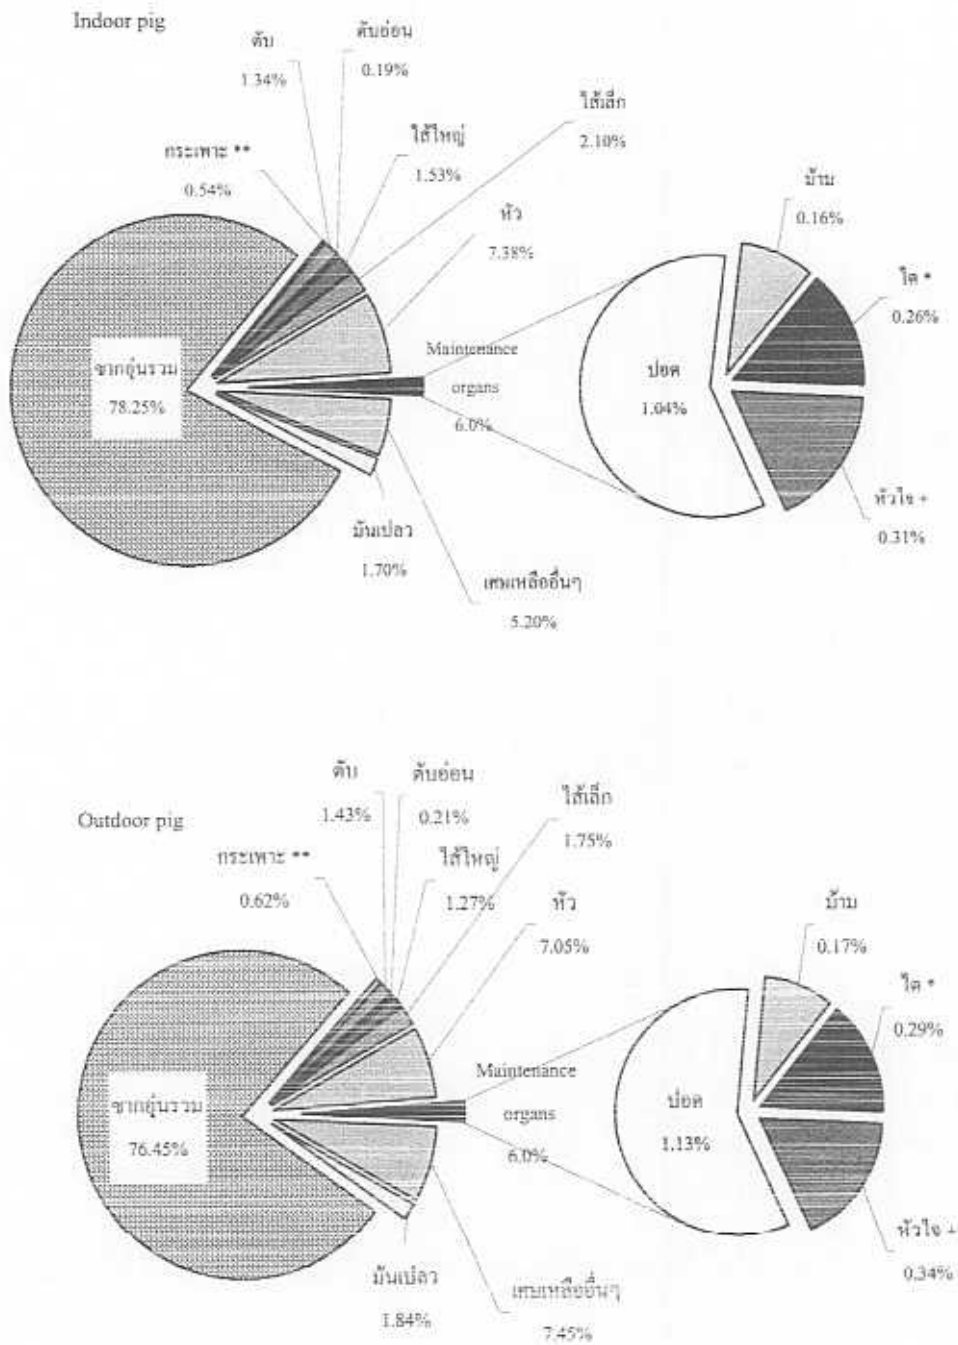 Indoor pig
ตับ
1.34%
ตับอ่อน
0.19%
ไส้เล็ก
2.10%
กระเพาะ **
0.54%
ไส้ใหญ่
1.53%
หัว
7.38%
ม้าม
0.16%
ไต *
0.26%
ซากอุ่นรวม
78.25%
Maintenance
organs
6.0%
ปอด
1.04%
หัวใจ +
0.31%
มันเปลว
1.70%
เศษเหลืออื่นๆ
5.20%
Outdoor pig
ตับ
1.43%
ตับอ่อน
0.21%
ไส้เล็ก
1.75%
กระเพาะ **
0.62%
ไส้ใหญ่
1.27%
หัว
7.05%
ม้าม
0.17%
ไต *
0.29%
ซากอุ่นรวม
76.45%
Maintenance
organs
6.0%
ปอด
1.13%
หัวใจ +
0.34%
มันเปลว
1.84%
เศษเหลืออื่นๆ
7.45%